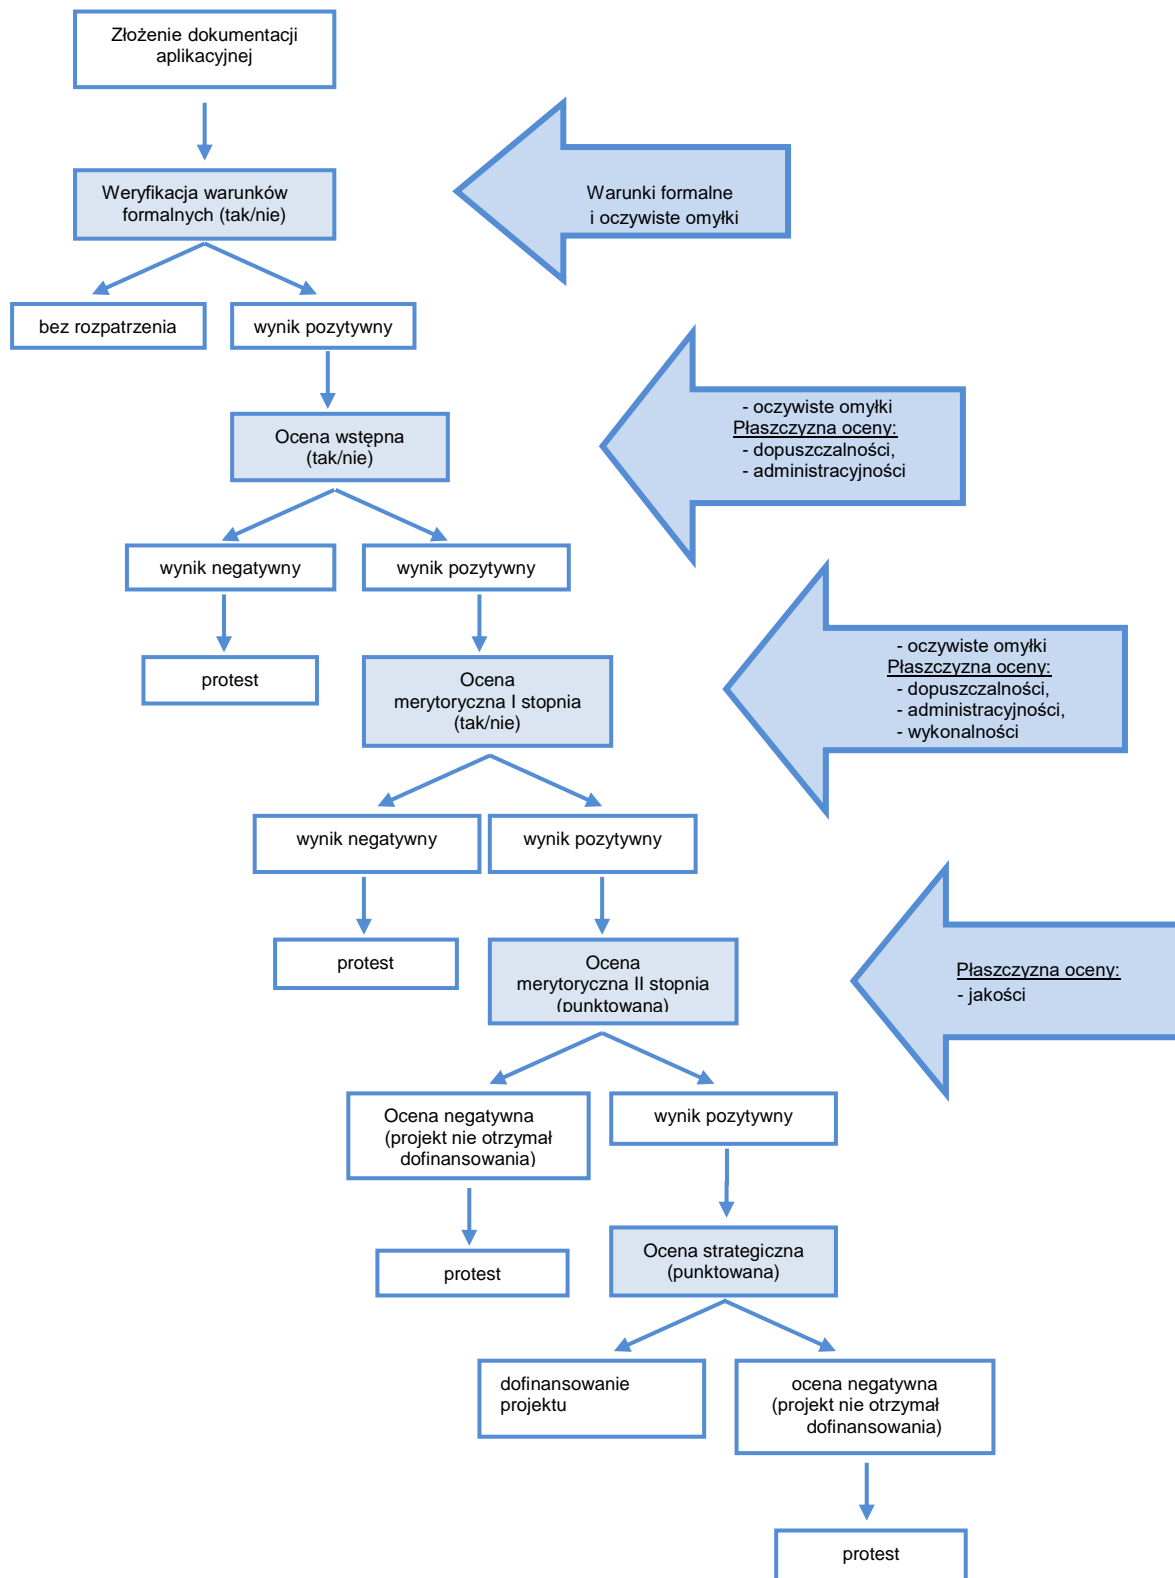 Złożenie dokumentacji
aplikacyjnej
Weryfikacja warunków
formalnych (tak/nie)
Warunki formalne
i oczywiste omyłki
bez rozpatrzenia
wynik pozytywny
- oczywiste omyłki
Płaszczyzna oceny:
- dopuszczalności,
- administracyjności
Ocena wstępna
(tak/nie)
wynik negatywny
wynik pozytywny
- oczywiste omyłki
Płaszczyzna oceny:
- dopuszczalności,
- administracyjności,
- wykonalności
protest
Ocena
merytoryczna I stopnia
(tak/nie)
wynik negatywny
wynik pozytywny
protest
Ocena
merytoryczna II stopnia
(punktowana)
Płaszczyzna oceny:
- jakości
Ocena negatywna
(projekt nie otrzymał
dofinansowania)
wynik pozytywny
protest
Ocena strategiczna
(punktowana)
dofinansowanie
projektu
ocena negatywna
(projekt nie otrzymał
dofinansowania)
protest